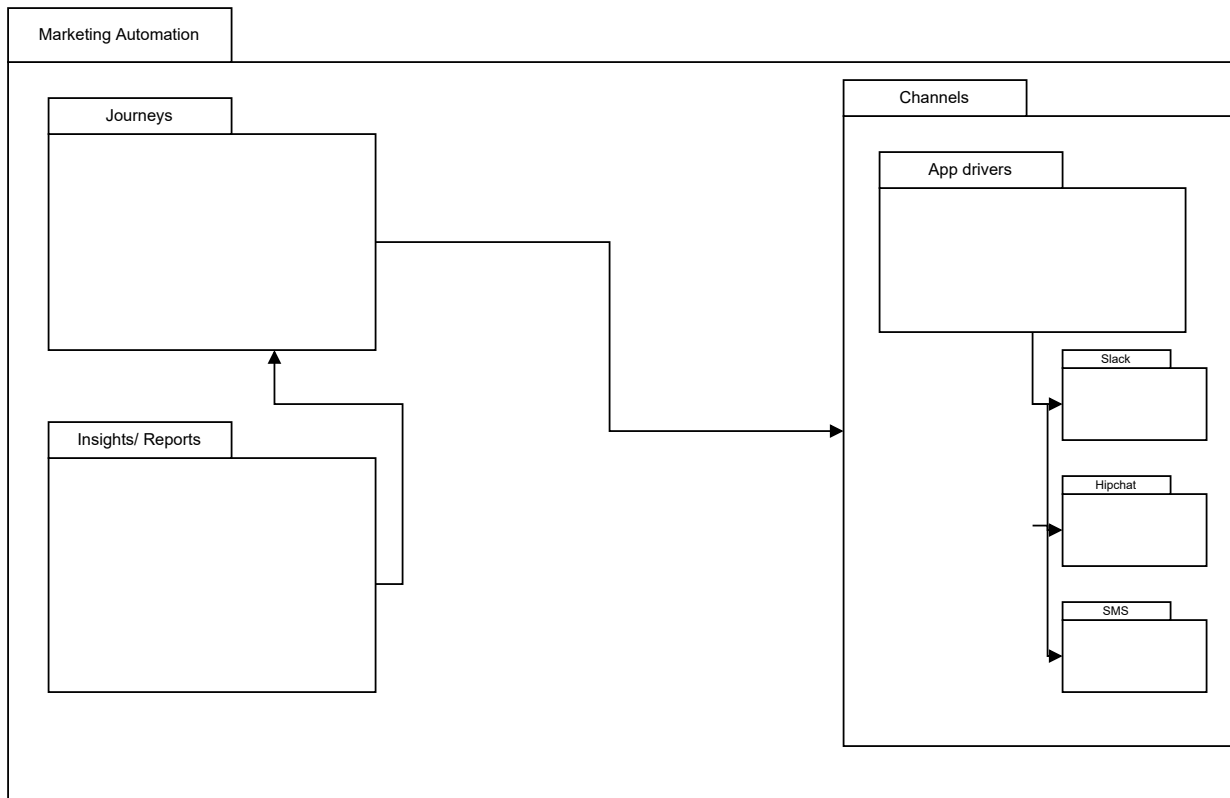 Marketing Automation
Journeys
Channels
App drivers
Slack
Insights/ Reports
Hipchat
SMS